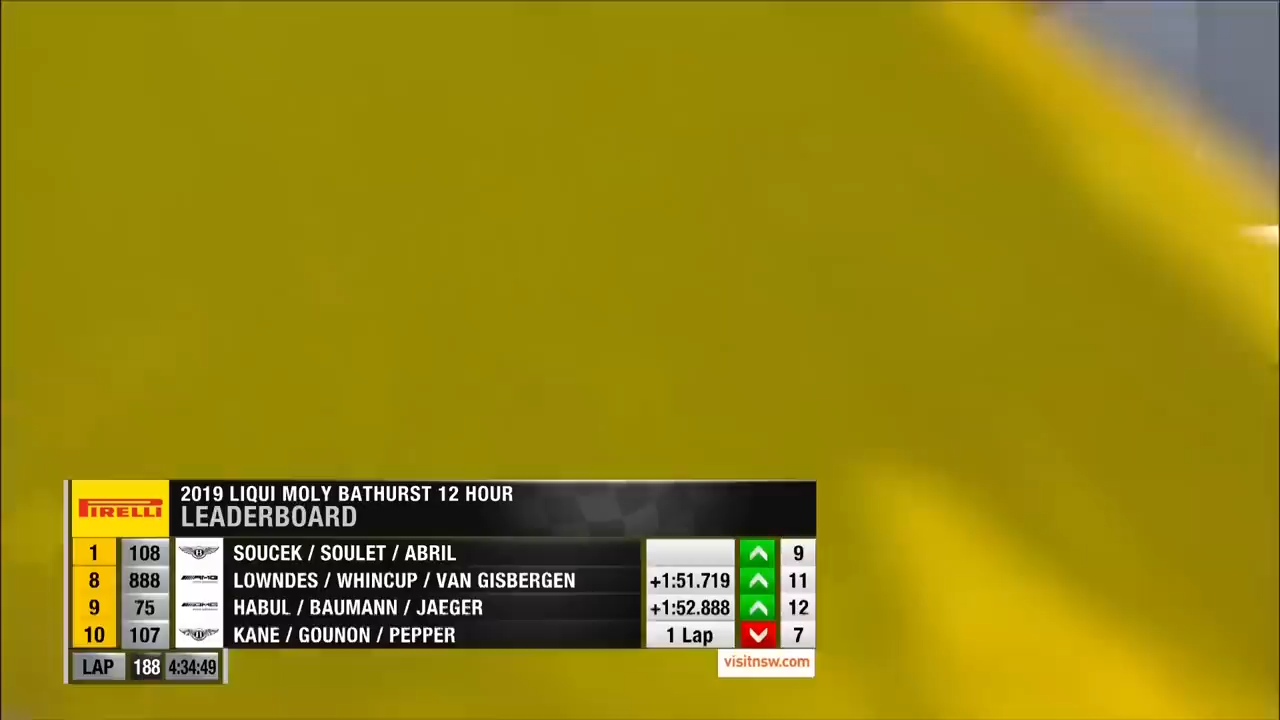 PIRELLI
2019 LIQUI MOLY BATHURST 12 HOUR
LEADERBOARD
1 108 SOUCEK / SOULET / ABRIL 9
8 888 AMG LOWNDES / WHINCUP / VAN GISBERGEN +1:51.719 11
9 75 AMG HABUL / BAUMANN / JAEGER +1:52.888 12
10 107 KANE / GOUNON / PEPPER 1 Lap 7
LAP 188 4:34:49
visitnsw.com